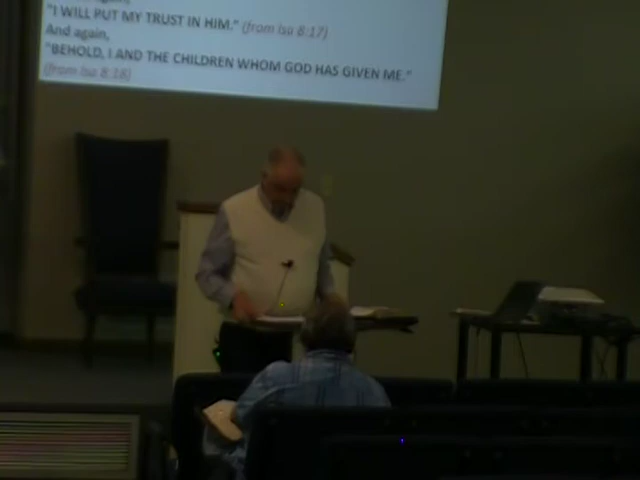 "I WILL PUT MY TRUST IN HIM." (from Isa 8:17)
And again,
"BEHOLD, I AND THE CHILDREN WHOM GOD HAS GIVEN ME."
(from Isa 8:18)